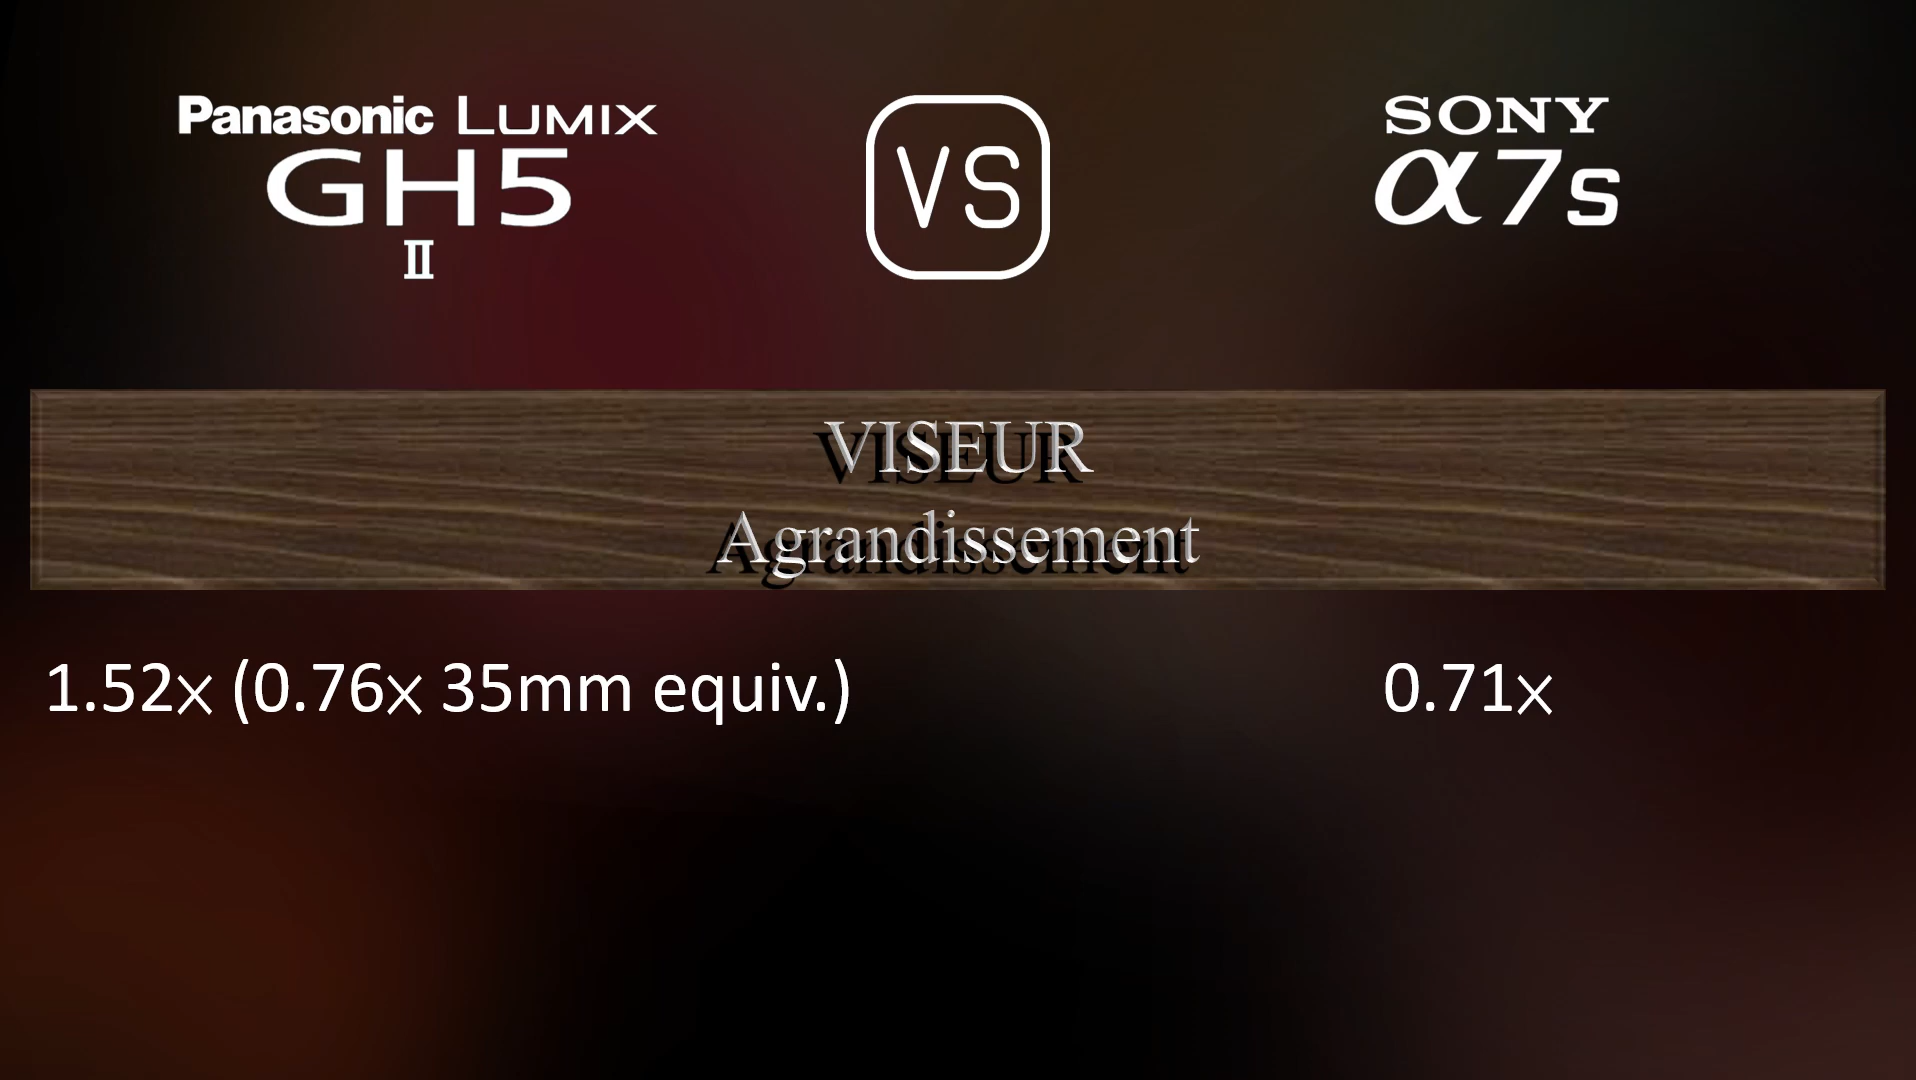 Panasonic LUMIX
GH5
II
VS
SONY
α7s
VISEUR
Agrandissement
1.52x (0.76x 35mm equiv.)
0.71x